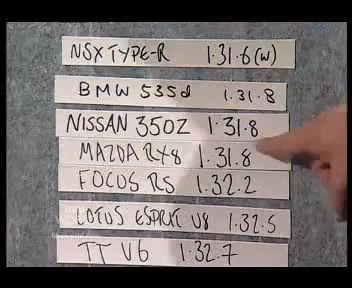 NSX TYPE-R 1.31.6 (W)
BMW 535d 1.31.8
NISSAN 350Z 1.31.8
MAZDA RX8 1.31.8
FOCUS RS 1.32.2
LOTUS ESPRIT V8 1.32.5
TT V6 1.32.7